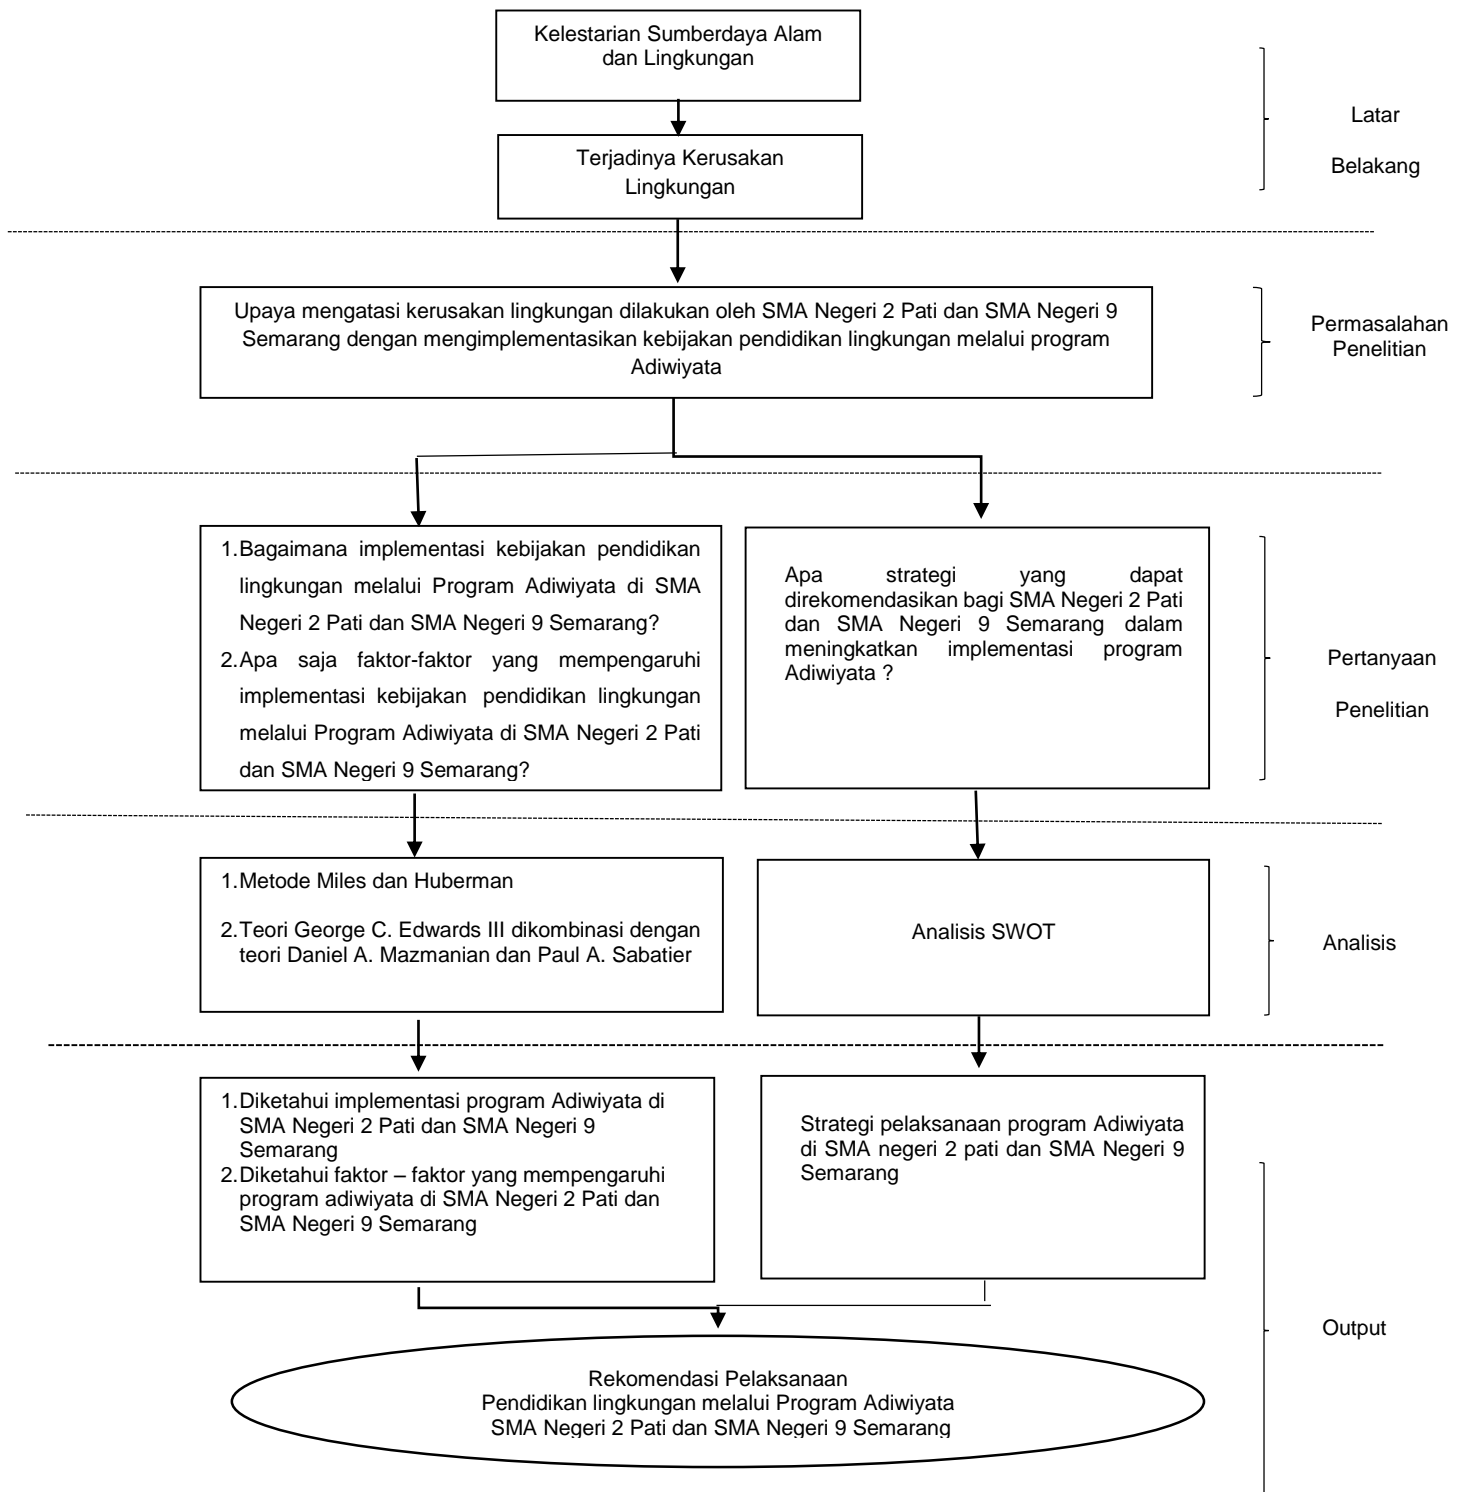 Kelestarian Sumberdaya Alam
dan Lingkungan
Terjadinya Kerusakan
Lingkungan
Latar
Belakang
Upaya mengatasi kerusakan lingkungan dilakukan oleh SMA Negeri 2 Pati dan SMA Negeri 9
Semarang dengan mengimplementasikan kebijakan pendidikan lingkungan melalui program
Adiwiyata
Permasalahan
Penelitian
1.Bagaimana implementasi kebijakan pendidikan
lingkungan melalui Program Adiwiyata di SMA
Negeri 2 Pati dan SMA Negeri 9 Semarang?
2.Apa saja faktor-faktor yang mempengaruhi
implementasi kebijakan pendidikan lingkungan
melalui Program Adiwiyata di SMA Negeri 2 Pati
dan SMA Negeri 9 Semarang?
Apa strategi yang dapat
direkomendasikan bagi SMA Negeri 2 Pati
dan SMA Negeri 9 Semarang dalam
meningkatkan implementasi program
Adiwiyata ?
Pertanyaan
Penelitian
1.Metode Miles dan Huberman
2.Teori George C. Edwards III dikombinasi dengan
teori Daniel A. Mazmanian dan Paul A. Sabatier
Analisis SWOT
Analisis
1.Diketahui implementasi program Adiwiyata di
SMA Negeri 2 Pati dan SMA Negeri 9
Semarang
2.Diketahui faktor – faktor yang mempengaruhi
program adiwiyata di SMA Negeri 2 Pati dan
SMA Negeri 9 Semarang
Strategi pelaksanaan program Adiwiyata
di SMA negeri 2 pati dan SMA Negeri 9
Semarang
Output
Rekomendasi Pelaksanaan
Pendidikan lingkungan melalui Program Adiwiyata
SMA Negeri 2 Pati dan SMA Negeri 9 Semarang